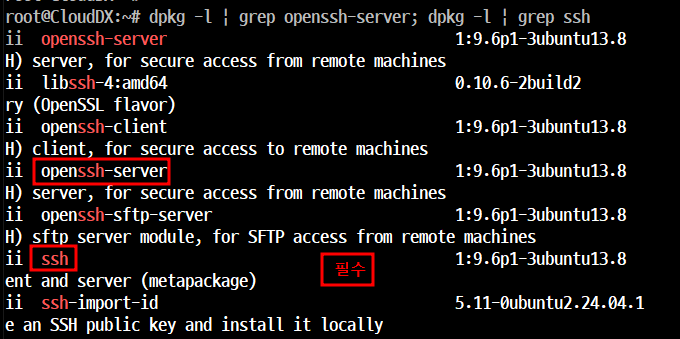 root@CloudDX:~# dpkg -l ¦ grep openssh-server; dpkg -l ¦ grep ssh
ii openssh-server 1:9.6p1-3ubuntu13.8
H) server, for secure access from remote machines
ii libssh-4:amd64 0.10.6-2build2
ry (OpenSSL flavor)
ii openssh-client 1:9.6p1-3ubuntu13.8
H) client, for secure access to remote machines
ii openssh-server 1:9.6p1-3ubuntu13.8
H) server, for secure access from remote machines
ii openssh-sftp-server 1:9.6p1-3ubuntu13.8
H) sftp server module, for SFTP access from remote machines
ii ssh 1:9.6p1-3ubuntu13.8
필수
ent and server (metapackage)
ii ssh-import-id 5.11-0ubuntu2.24.04.1
e an SSH public key and install it locally